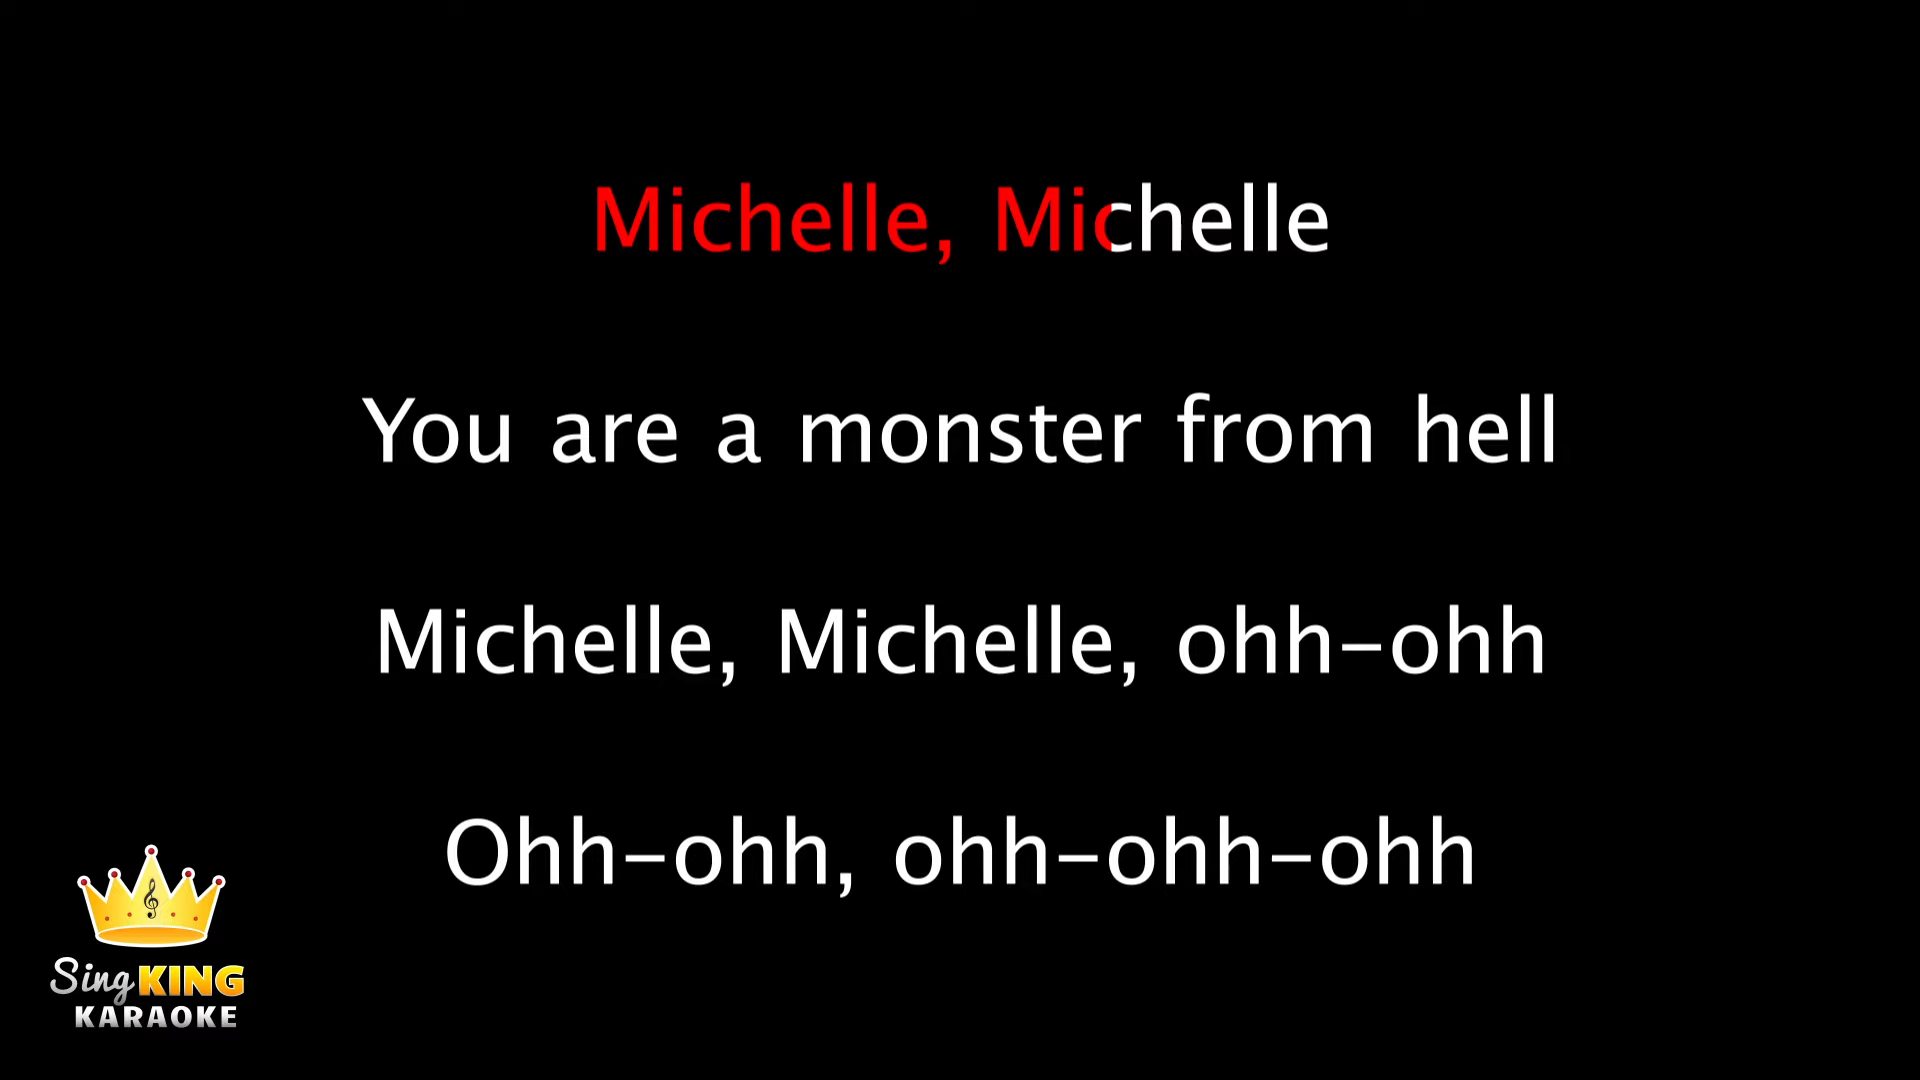 Michelle, Michelle
You are a monster from hell
Michelle, Michelle, ohh-ohh
Ohh-ohh, ohh-ohh-ohh
Sing KING
KARAOKE